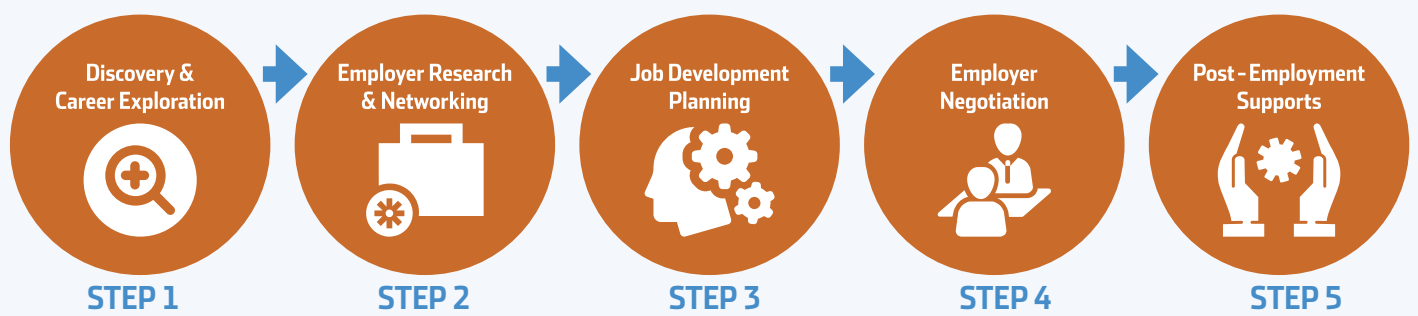 Discovery &
Career Exploration
Employer Research
& Networking
Job Development
Planning
Employer
Negotiation
Post-Employment
Supports
STEP 1
STEP 2
STEP 3
STEP 4
STEP 5